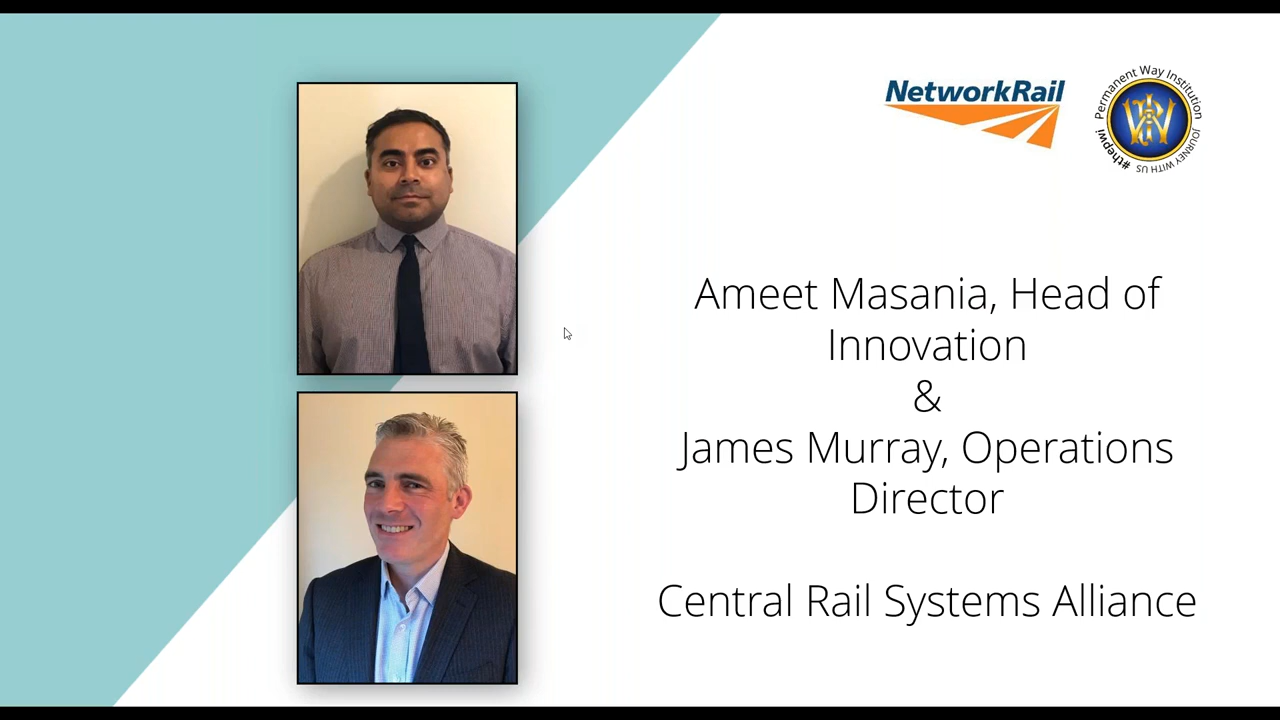 NetworkRail
Permanent Way Institution
JOURNEY WITH US
#thepwi
PWI
Ameet Masania, Head of
Innovation
&
James Murray, Operations
Director
Central Rail Systems Alliance